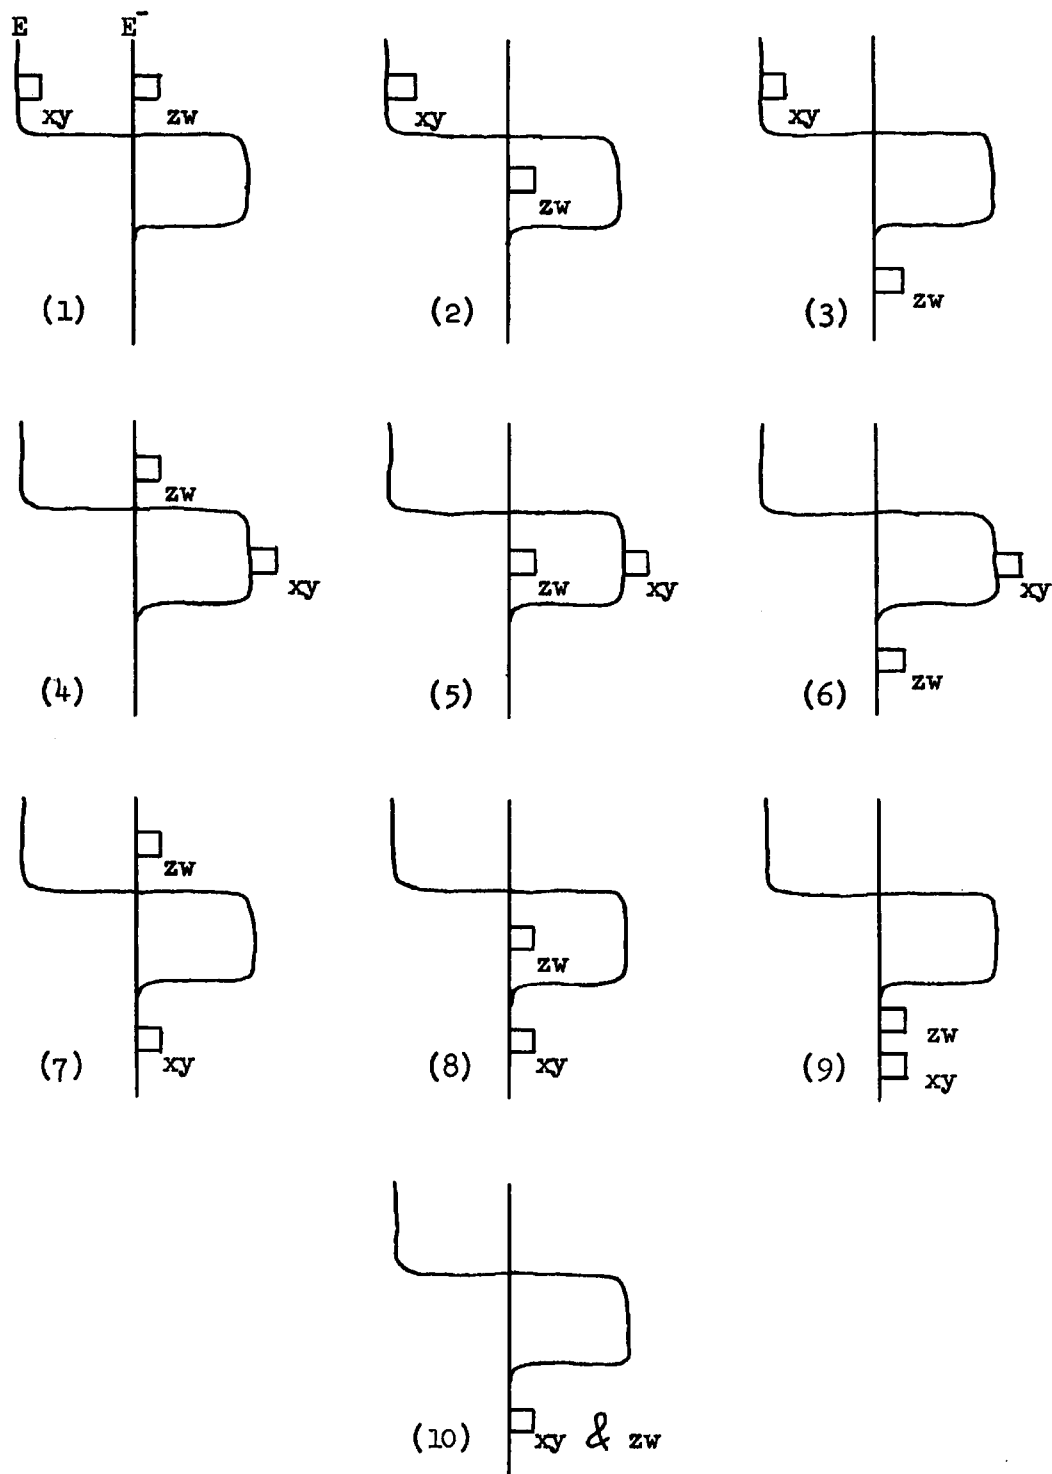 E E⁻
xy zw
(1)
xy
zw
(2)
xy
zw
(3)
zw
xy
(4)
zw xy
(5)
xy
zw
(6)
zw
xy
(7)
zw
xy
(8)
zw
xy
(9)
(10) xy & zw